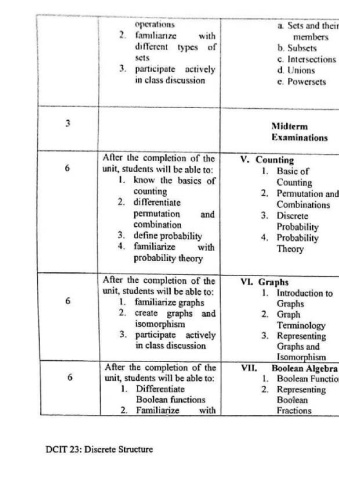 operations
2. familiarize with
different types of
sets
3. participate actively
in class discussion
a. Sets and their
members
b. Subsets
c. Intersections
d. Unions
e. Powersets
3
Midterm
Examinations
6
After the completion of the
unit, students will be able to:
1. know the basics of
counting
2. differentiate
permutation and
combination
3. define probability
4. familiarize with
probability theory
V. Counting
1. Basic of
Counting
2. Permutation and
Combinations
3. Discrete
Probability
4. Probability
Theory
6
After the completion of the
unit, students will be able to:
1. familiarize graphs
2. create graphs and
isomorphism
3. participate actively
in class discussion
VI. Graphs
1. Introduction to
Graphs
2. Graph
Terminology
3. Representing
Graphs and
Isomorphism
6
After the completion of the
unit, students will be able to:
1. Differentiate
Boolean functions
2. Familiarize with
VII. Boolean Algebra
1. Boolean Functio
2. Representing
Boolean
Fractions
DCIT 23: Discrete Structure